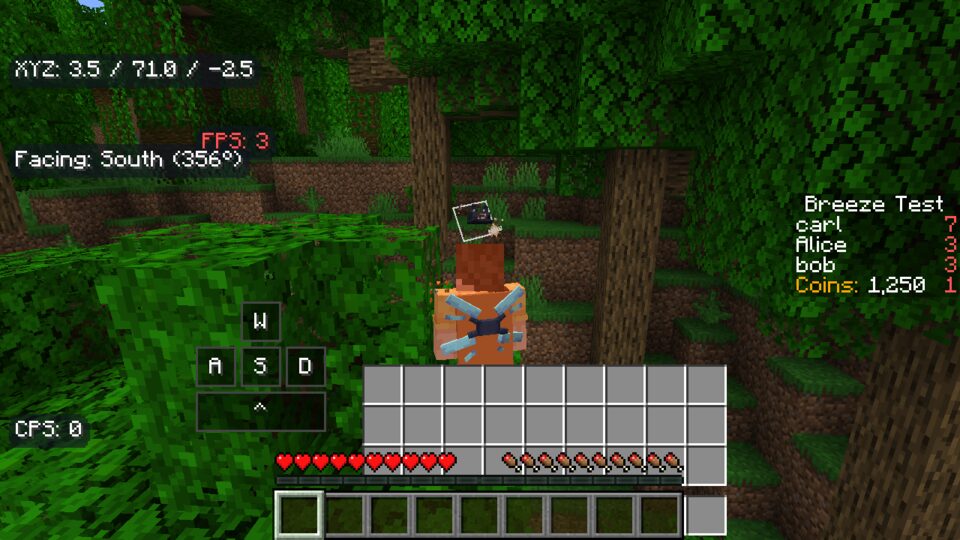 XYZ: 3.5 / 71.0 / -2.5
FPS: 3
Facing: South (356°)
Breeze Test
carl 7
Alice 3
bob 3
Coins: 1,250 1
W
A S D
^
CPS: 0